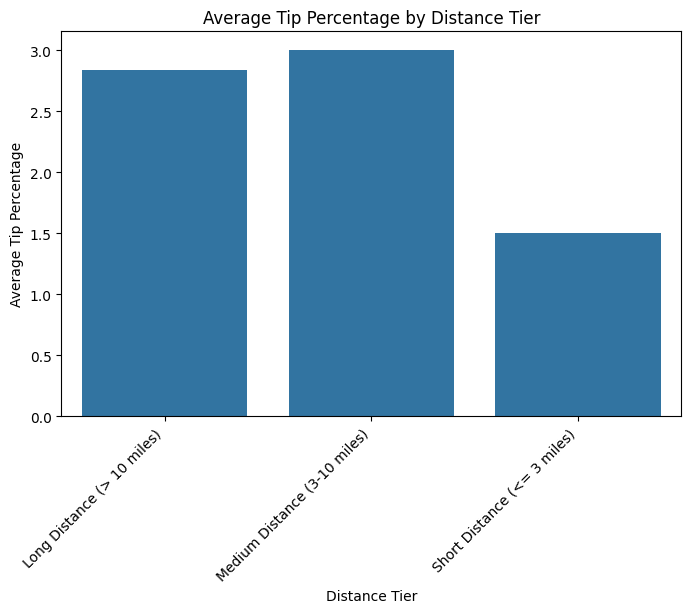 Average Tip Percentage by Distance Tier
Average Tip Percentage
3.0
2.5
2.0
1.5
1.0
0.5
0.0
Long Distance (> 10 miles)
Medium Distance (3-10 miles)
Short Distance (<= 3 miles)
Distance Tier